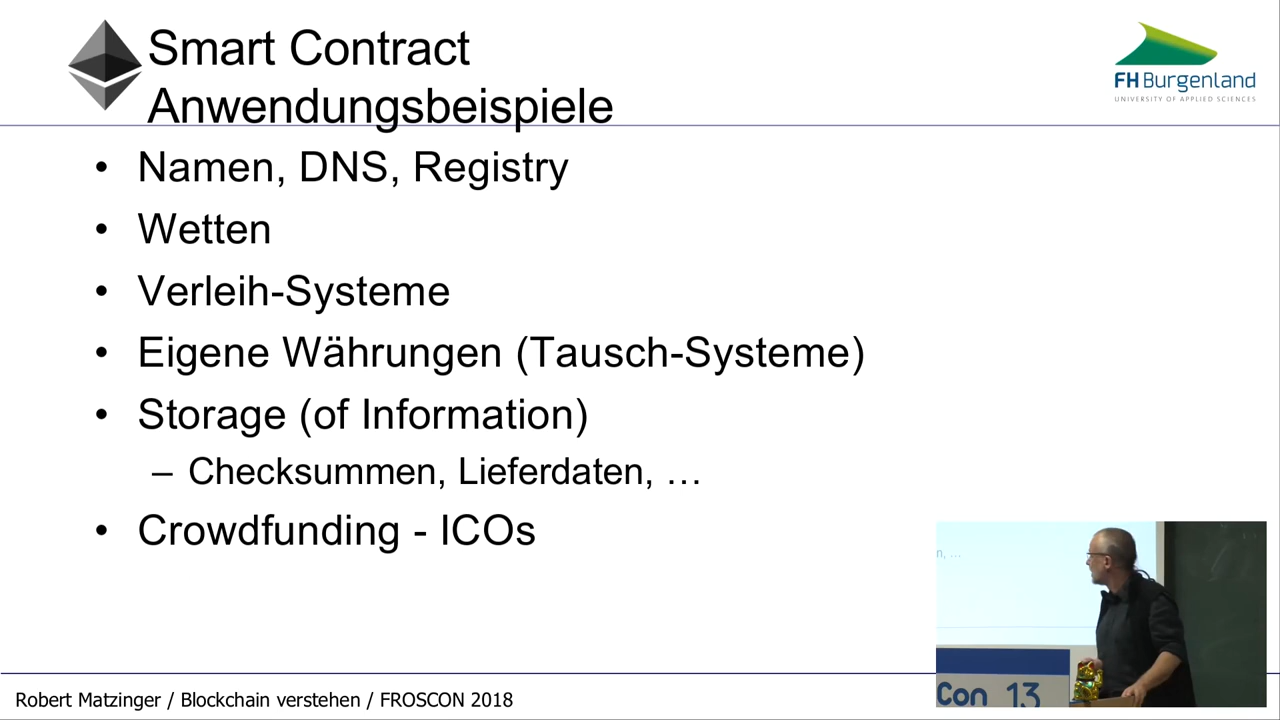 Smart Contract
Anwendungsbeispiele
FH Burgenland
UNIVERSITY OF APPLIED SCIENCES
• Namen, DNS, Registry
• Wetten
• Verleih-Systeme
• Eigene Währungen (Tausch-Systeme)
• Storage (of Information)
– Checksummen, Lieferdaten, …
• Crowdfunding - ICOs
n, …
Con 13
Robert Matzinger / Blockchain verstehen / FROSCON 2018